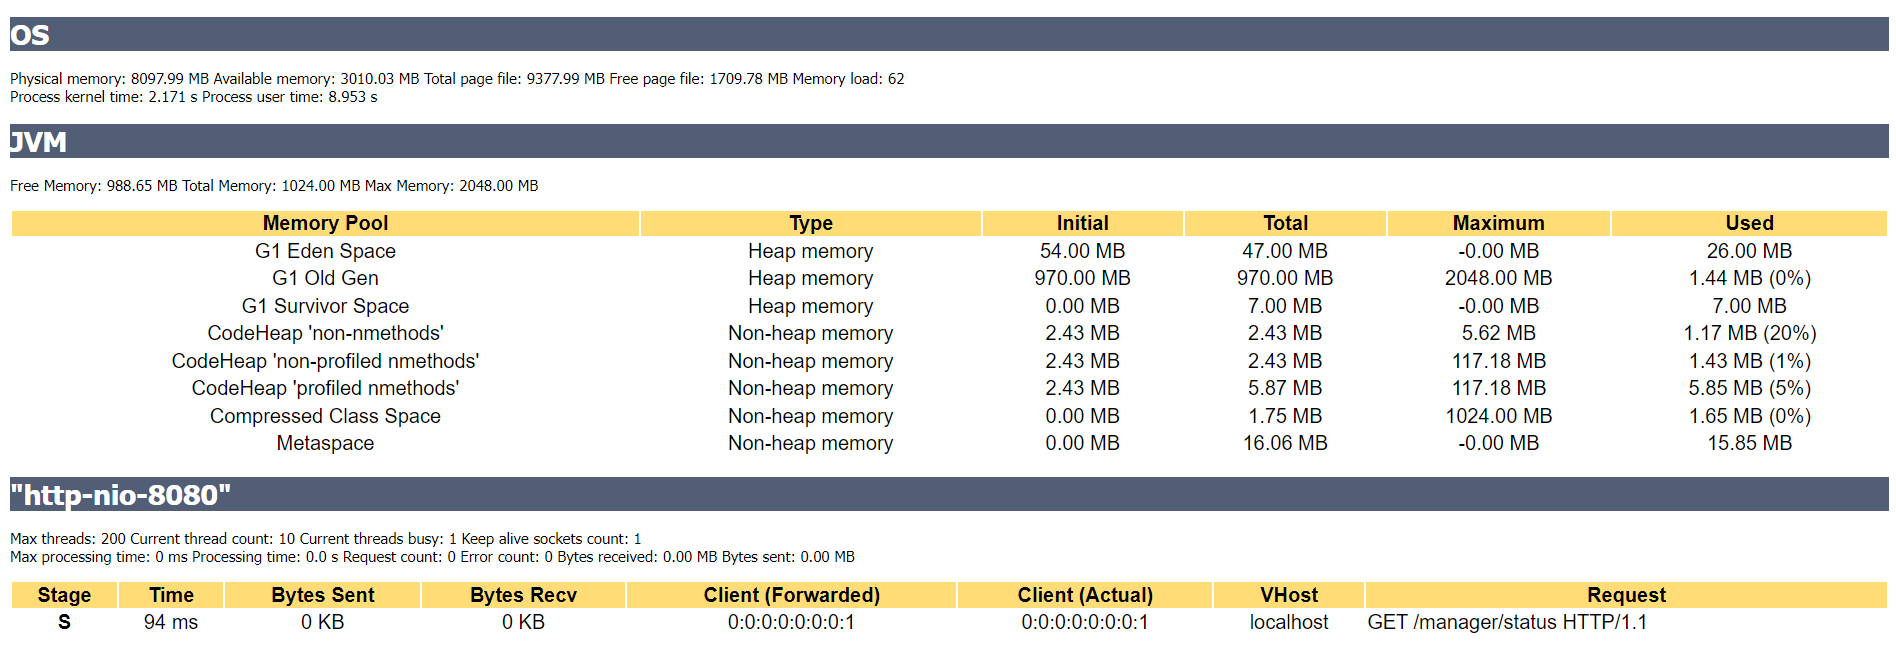 OS
Physical memory: 8097.99 MB Available memory: 3010.03 MB Total page file: 9377.99 MB Free page file: 1709.78 MB Memory load: 62
Process kernel time: 2.171 s Process user time: 8.953 s
JVM
Free Memory: 988.65 MB Total Memory: 1024.00 MB Max Memory: 2048.00 MB
Memory Pool Type Initial Total Maximum Used
G1 Eden Space Heap memory 54.00 MB 47.00 MB -0.00 MB 26.00 MB
G1 Old Gen Heap memory 970.00 MB 970.00 MB 2048.00 MB 1.44 MB (0%)
G1 Survivor Space Heap memory 0.00 MB 7.00 MB -0.00 MB 7.00 MB
CodeHeap 'non-nmethods' Non-heap memory 2.43 MB 2.43 MB 5.62 MB 1.17 MB (20%)
CodeHeap 'non-profiled nmethods' Non-heap memory 2.43 MB 2.43 MB 117.18 MB 1.43 MB (1%)
CodeHeap 'profiled nmethods' Non-heap memory 2.43 MB 5.87 MB 117.18 MB 5.85 MB (5%)
Compressed Class Space Non-heap memory 0.00 MB 1.75 MB 1024.00 MB 1.65 MB (0%)
Metaspace Non-heap memory 0.00 MB 16.06 MB -0.00 MB 15.85 MB
"http-nio-8080"
Max threads: 200 Current thread count: 10 Current threads busy: 1 Keep alive sockets count: 1
Max processing time: 0 ms Processing time: 0.0 s Request count: 0 Error count: 0 Bytes received: 0.00 MB Bytes sent: 0.00 MB
Stage Time Bytes Sent Bytes Recv Client (Forwarded) Client (Actual) VHost Request
S 94 ms 0 KB 0 KB 0:0:0:0:0:0:0:1 0:0:0:0:0:0:0:1 localhost GET /manager/status HTTP/1.1